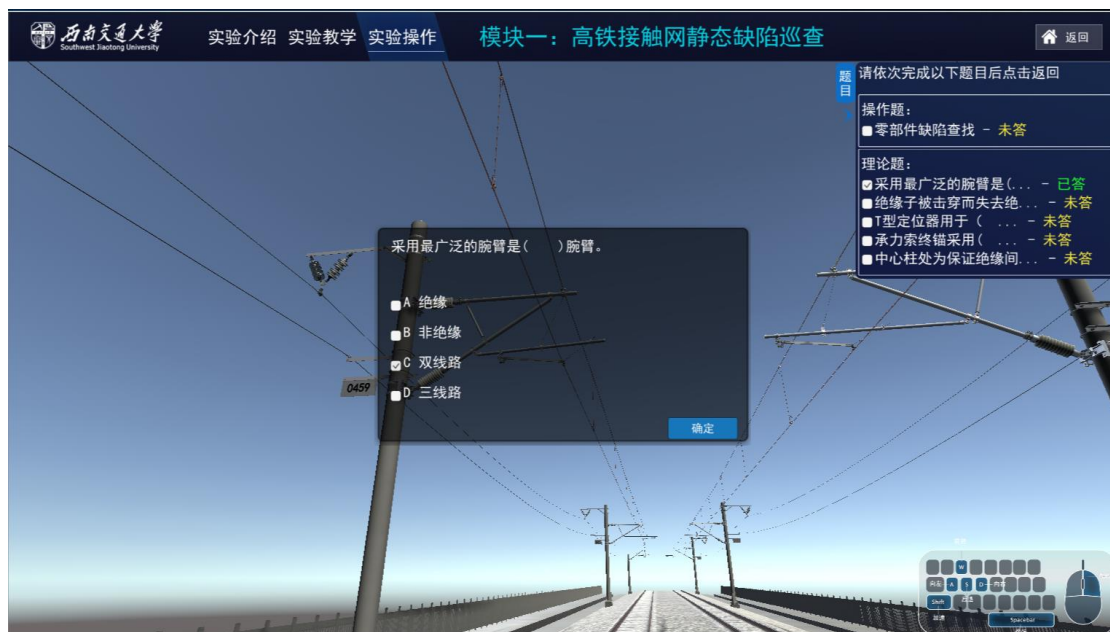 西南交通大学
Southwest Jiaotong University
实验介绍 实验教学 实验操作
模块一：高铁接触网静态缺陷巡查
返回
题目
请依次完成以下题目后点击返回
操作题：
零部件缺陷查找 - 未答
理论题：
采用最广泛的腕臂是(... - 已答
绝缘子被击穿而失去绝... - 未答
T型定位器用于（ ... - 未答
承力索终锚采用( ... - 未答
中心柱处为保证绝缘间... - 未答
采用最广泛的腕臂是(　　)腕臂。
A 绝缘
B 非绝缘
C 双线路
D 三线路
确定
0459
W
A S D
Shift
Spacebar